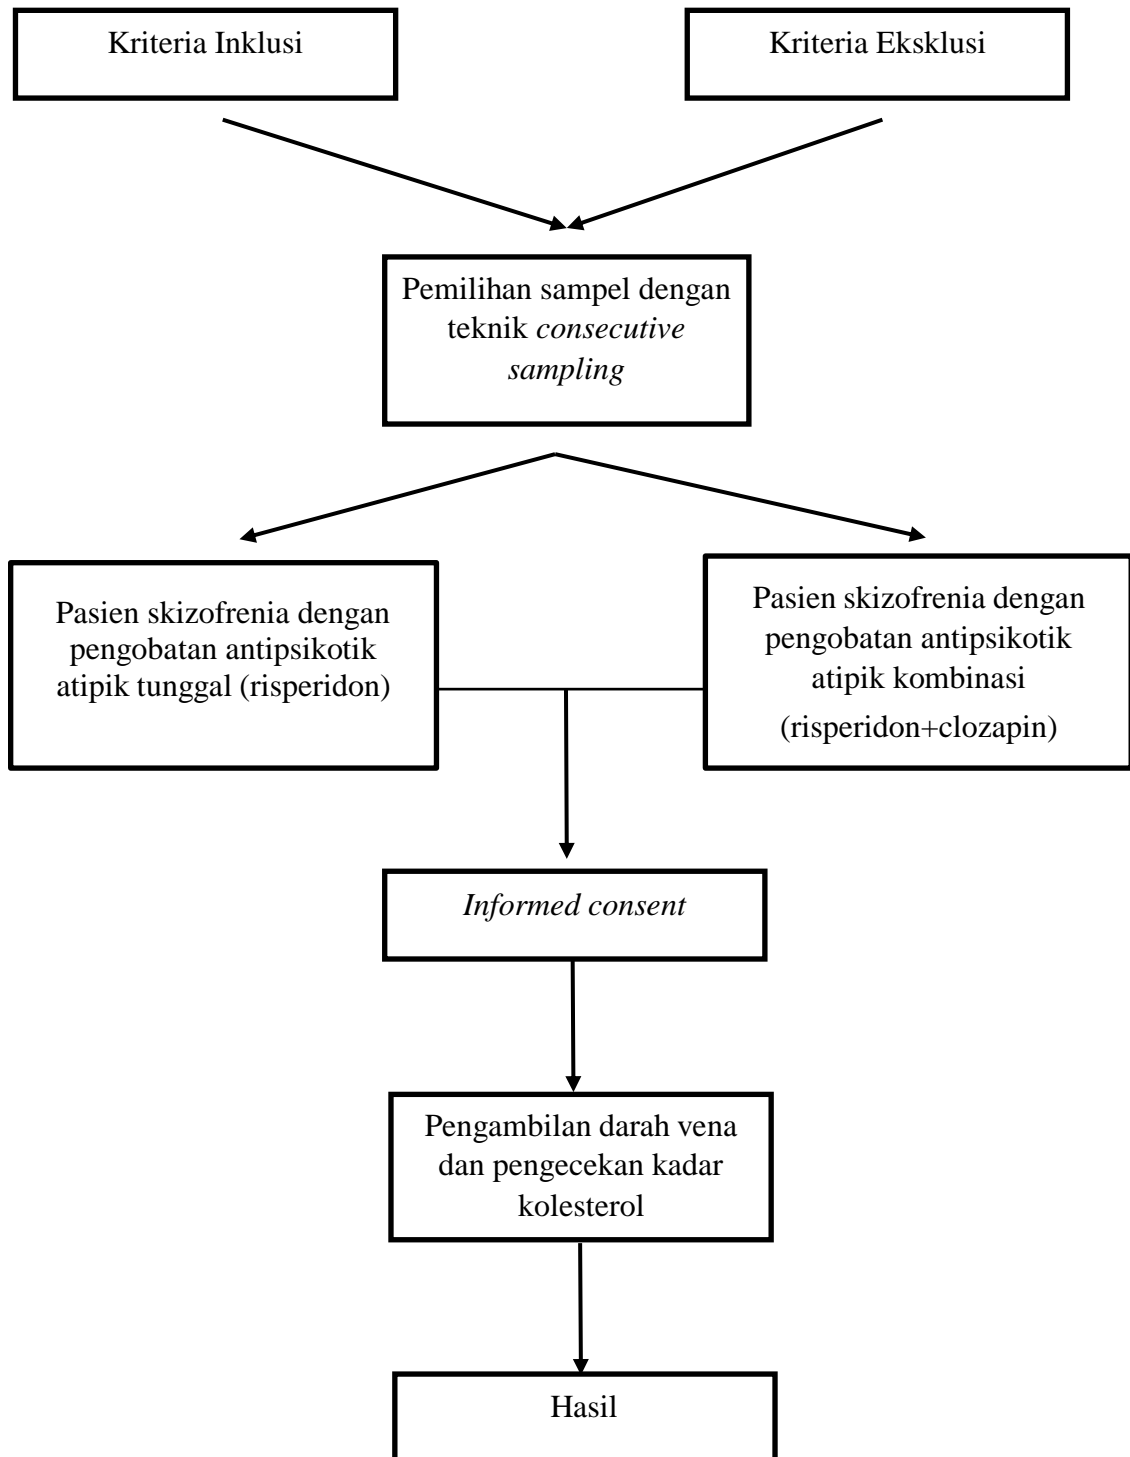 Kriteria Inklusi
Kriteria Eksklusi
Pemilihan sampel dengan
teknik consecutive
sampling
Pasien skizofrenia dengan
pengobatan antipsikotik
atipik tunggal (risperidon)
Pasien skizofrenia dengan
pengobatan antipsikotik
atipik kombinasi
(risperidon+clozapin)
Informed consent
Pengambilan darah vena
dan pengecekan kadar
kolesterol
Hasil